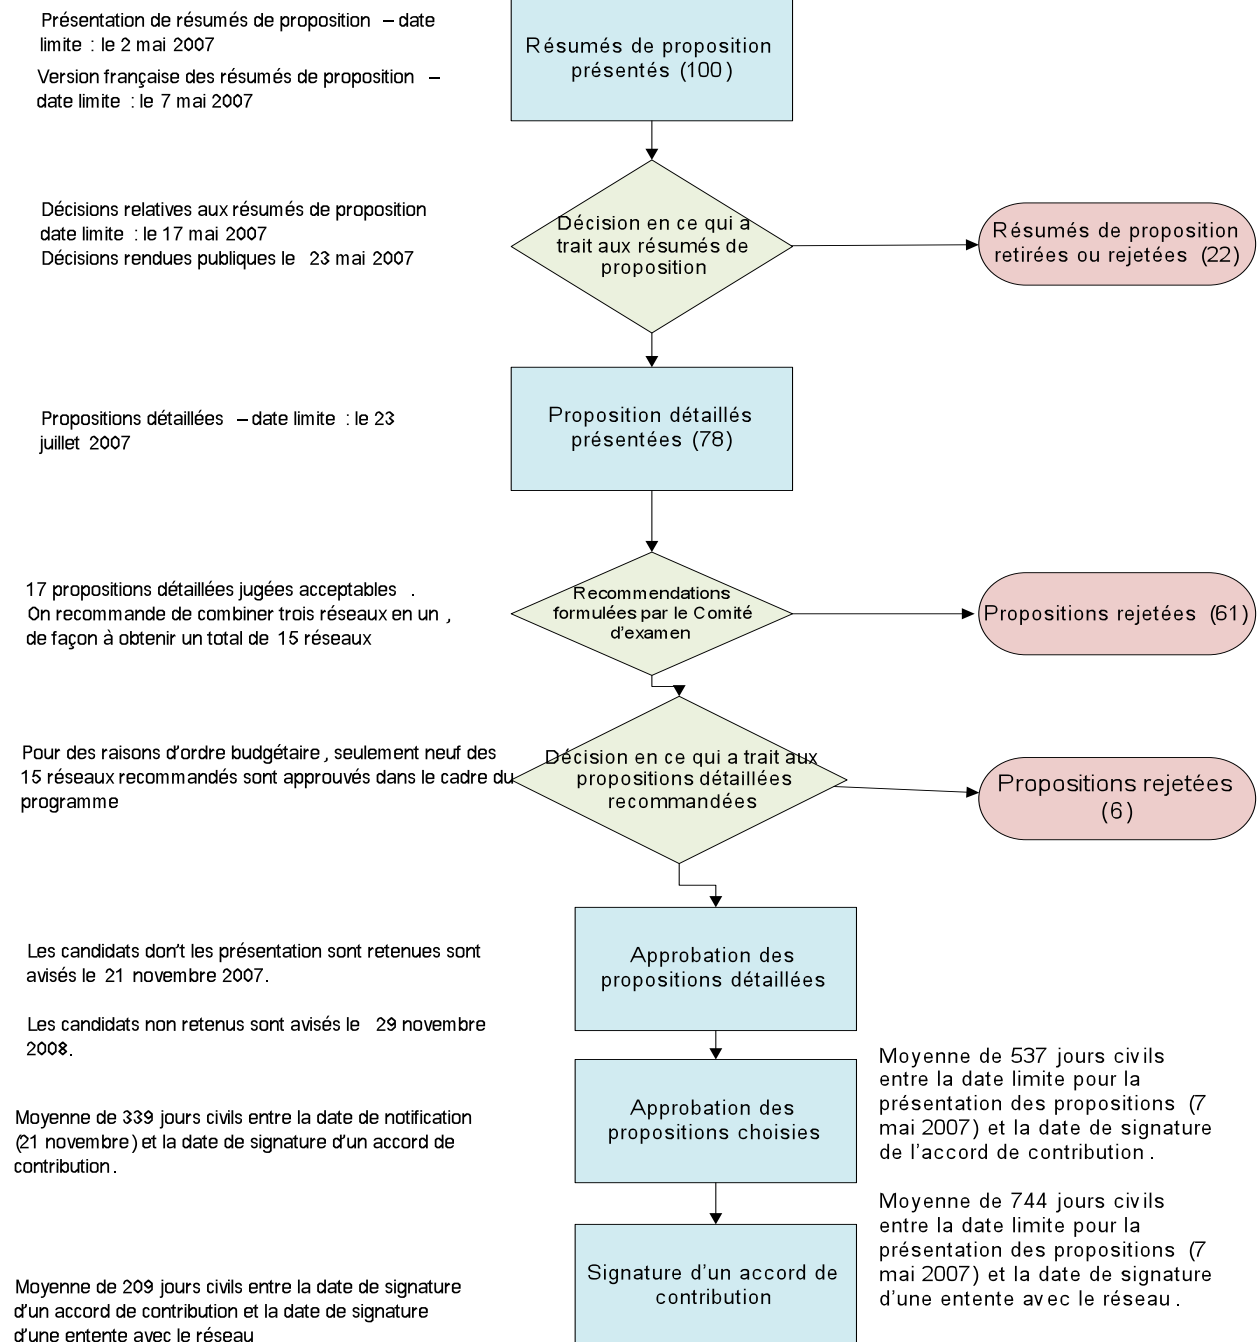 Présentation de résumés de proposition – date
limite : le 2 mai 2007
Version française des résumés de proposition –
date limite : le 7 mai 2007
Résumés de proposition
présentés (100)
Décisions relatives aux résumés de proposition
date limite : le 17 mai 2007
Décisions rendues publiques le 23 mai 2007
Décision en ce qui a
trait aux résumés de
proposition
Résumés de proposition
retirées ou rejetées (22)
Propositions détaillées – date limite : le 23
juillet 2007
Proposition détaillés
présentées (78)
17 propositions détaillées jugées acceptables .
On recommande de combiner trois réseaux en un ,
de façon à obtenir un total de 15 réseaux
Recommendations
formulées par le Comité
d'examen
Propositions rejetées (61)
Pour des raisons d'ordre budgétaire, seulement neuf des
15 réseaux recommandés sont approuvés dans le cadre du
programme
Décision en ce qui a trait aux
propositions détaillées
recommandées
Propositions rejetées
(6)
Les candidats don't les présentation sont retenues sont
avisés le 21 novembre 2007.
Les candidats non retenus sont avisés le 29 novembre
2008.
Approbation des
propositions détaillées
Moyenne de 339 jours civils entre la date de notification
(21 novembre) et la date de signature d'un accord de
contribution.
Approbation des
propositions choisies
Moyenne de 537 jours civils
entre la date limite pour la
présentation des propositions (7
mai 2007) et la date de signature
de l'accord de contribution.
Moyenne de 209 jours civils entre la date de signature
d'un accord de contribution et la date de signature
d'une entente avec le réseau
Signature d'un accord de
contribution
Moyenne de 744 jours civils
entre la date limite pour la
présentation des propositions (7
mai 2007) et la date de signature
d'une entente avec le réseau.